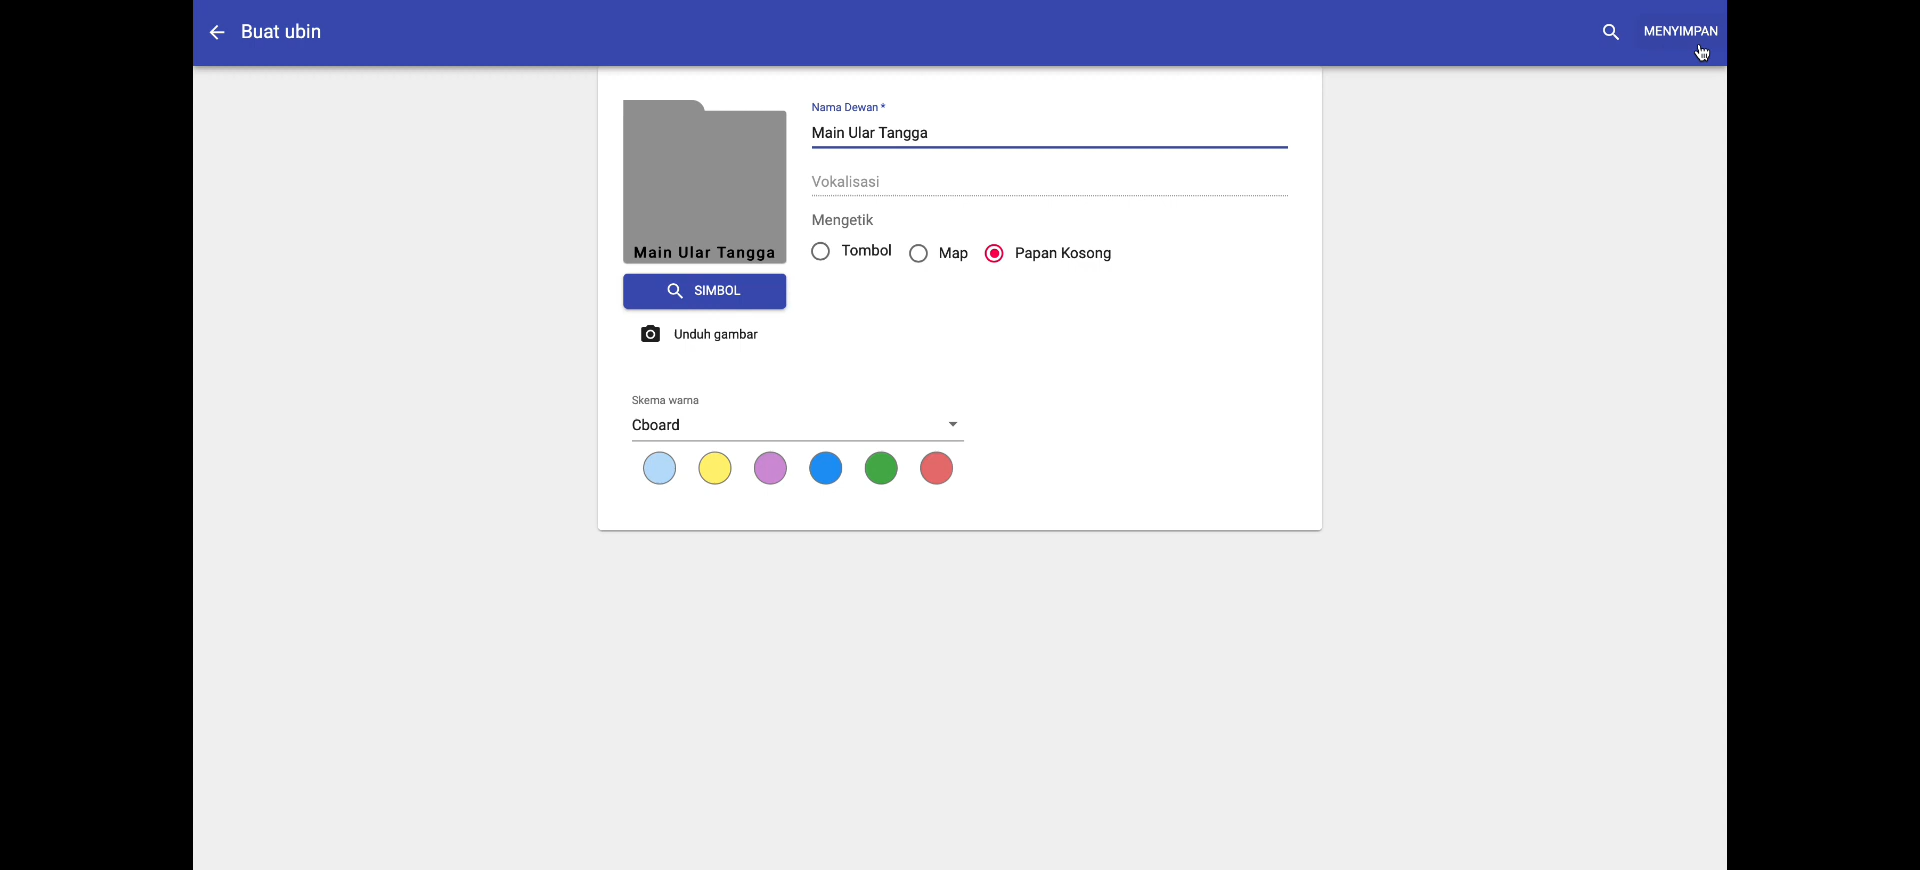 Buat ubin
MENYIMPAN
Nama Dewan *
Main Ular Tangga
Vokalisasi
Mengetik
Tombol
Map
Papan Kosong
Main Ular Tangga
SIMBOL
Unduh gambar
Skema warna
Cboard